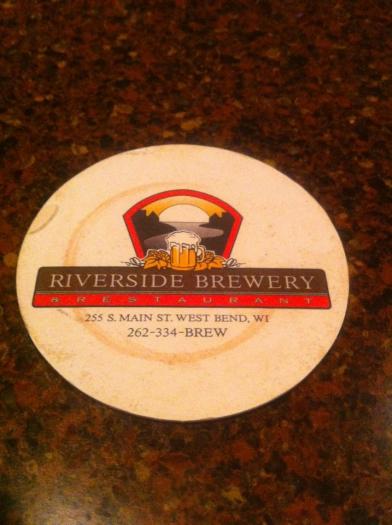 RIVERSIDE BREWERY
& RESTAURANT
255 S. MAIN ST. WEST BEND, WI
262-334-BREW